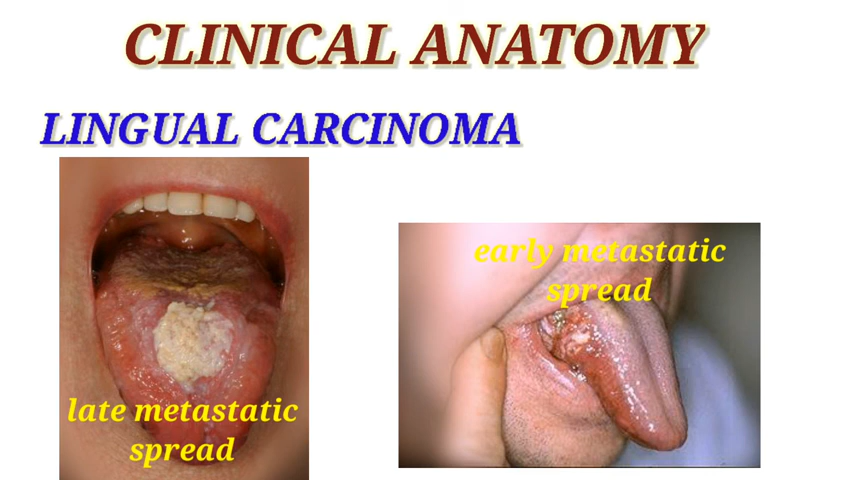 CLINICAL ANATOMY
LINGUAL CARCINOMA
late metastatic
spread
early metastatic
spread